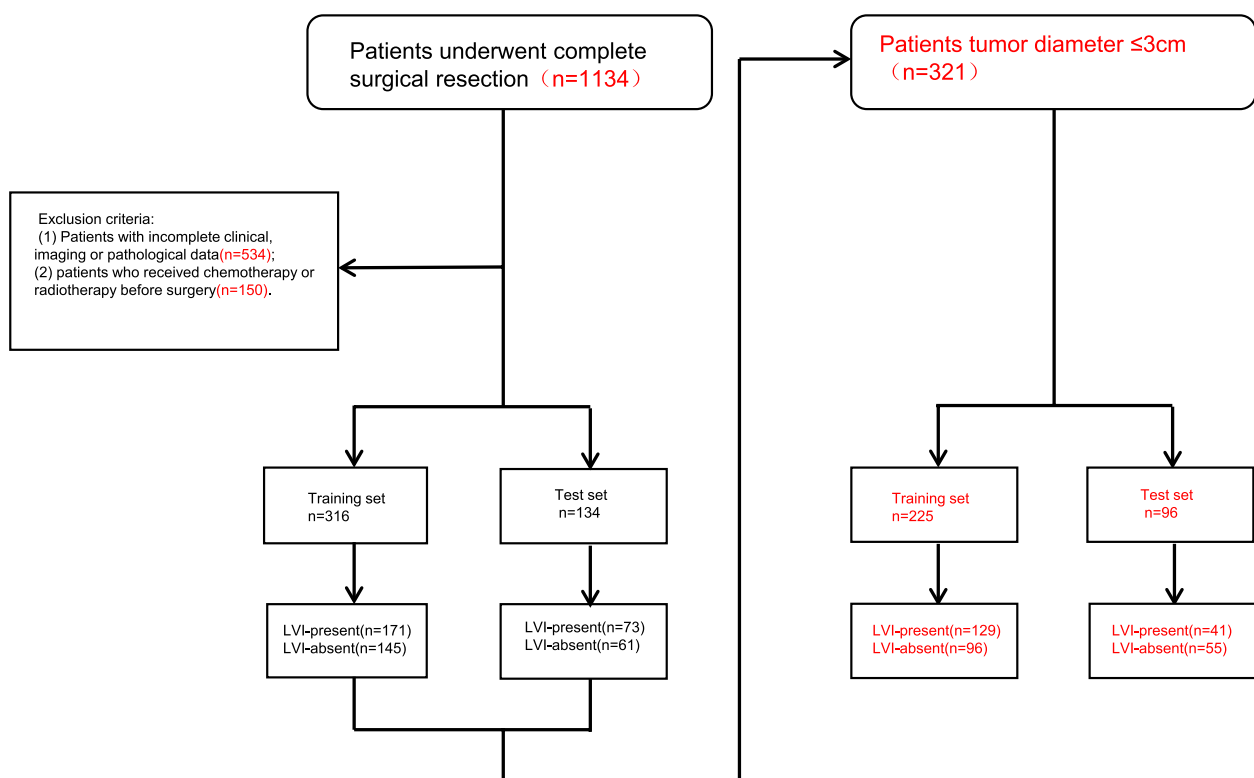 Patients underwent complete
surgical resection（n=1134）
Exclusion criteria:
(1) Patients with incomplete clinical,
imaging or pathological data(n=534);
(2) patients who received chemotherapy or
radiotherapy before surgery(n=150).
Training set
n=316
Test set
n=134
LVI-present(n=171)
LVI-absent(n=145)
LVI-present(n=73)
LVI-absent(n=61)
Patients tumor diameter ≤3cm
（n=321）
Training set
n=225
Test set
n=96
LVI-present(n=129)
LVI-absent(n=96)
LVI-present(n=41)
LVI-absent(n=55)